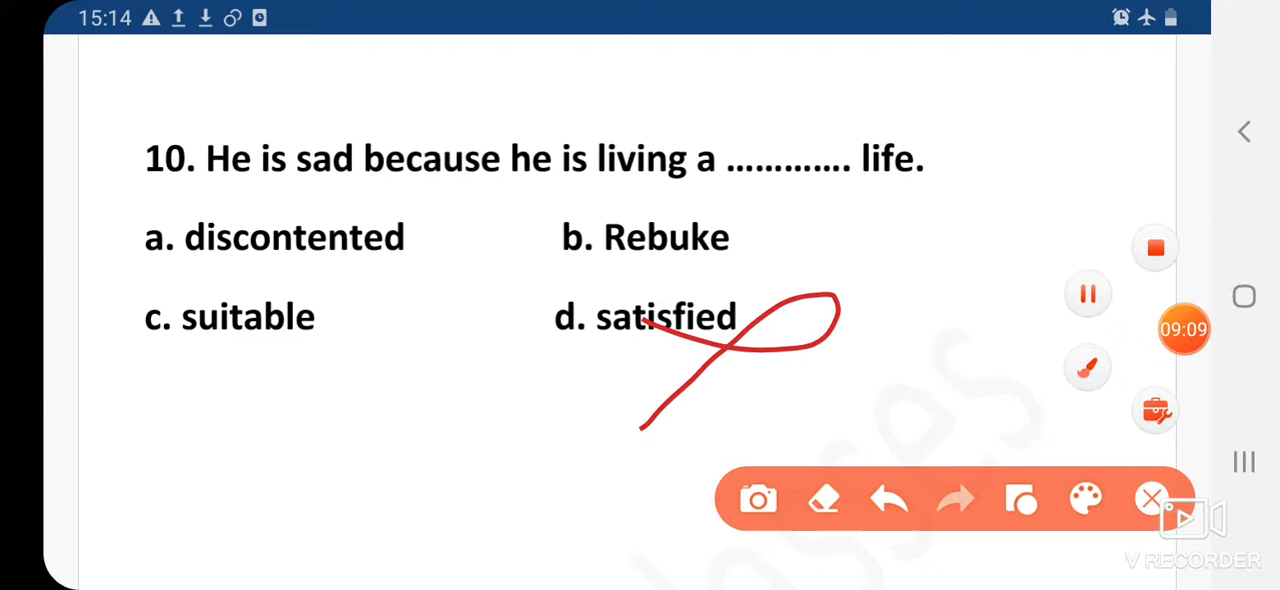 15:14
10. He is sad because he is living a ............. life.
a. discontented b. Rebuke
c. suitable d. satisfied
09:09
V RECORDER